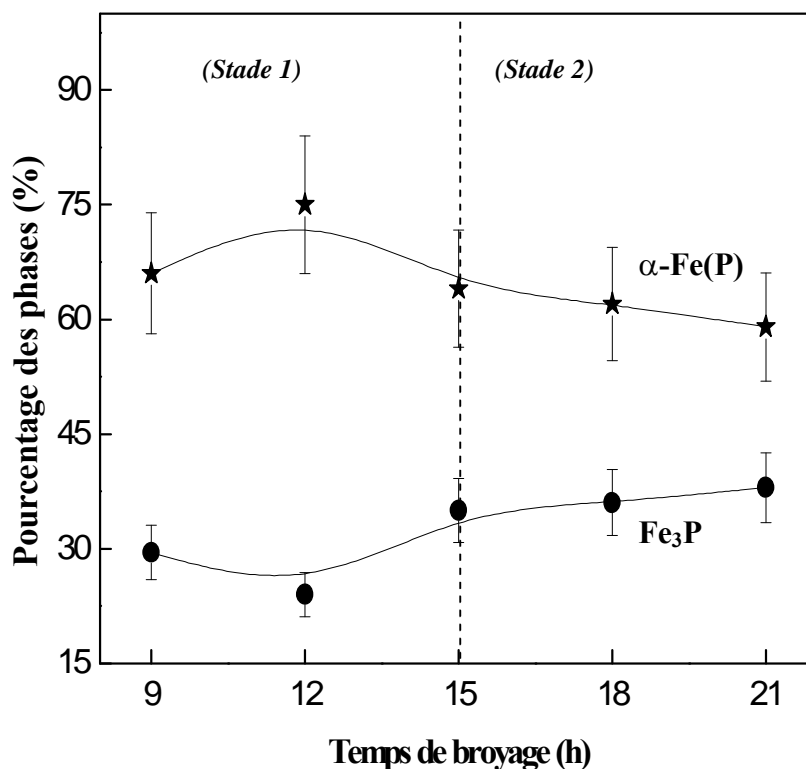 (Stade 1) (Stade 2)
Pourcentage des phases (%)
90
75
60
45
30
15
α-Fe(P)
Fe₃P
9 12 15 18 21
Temps de broyage (h)